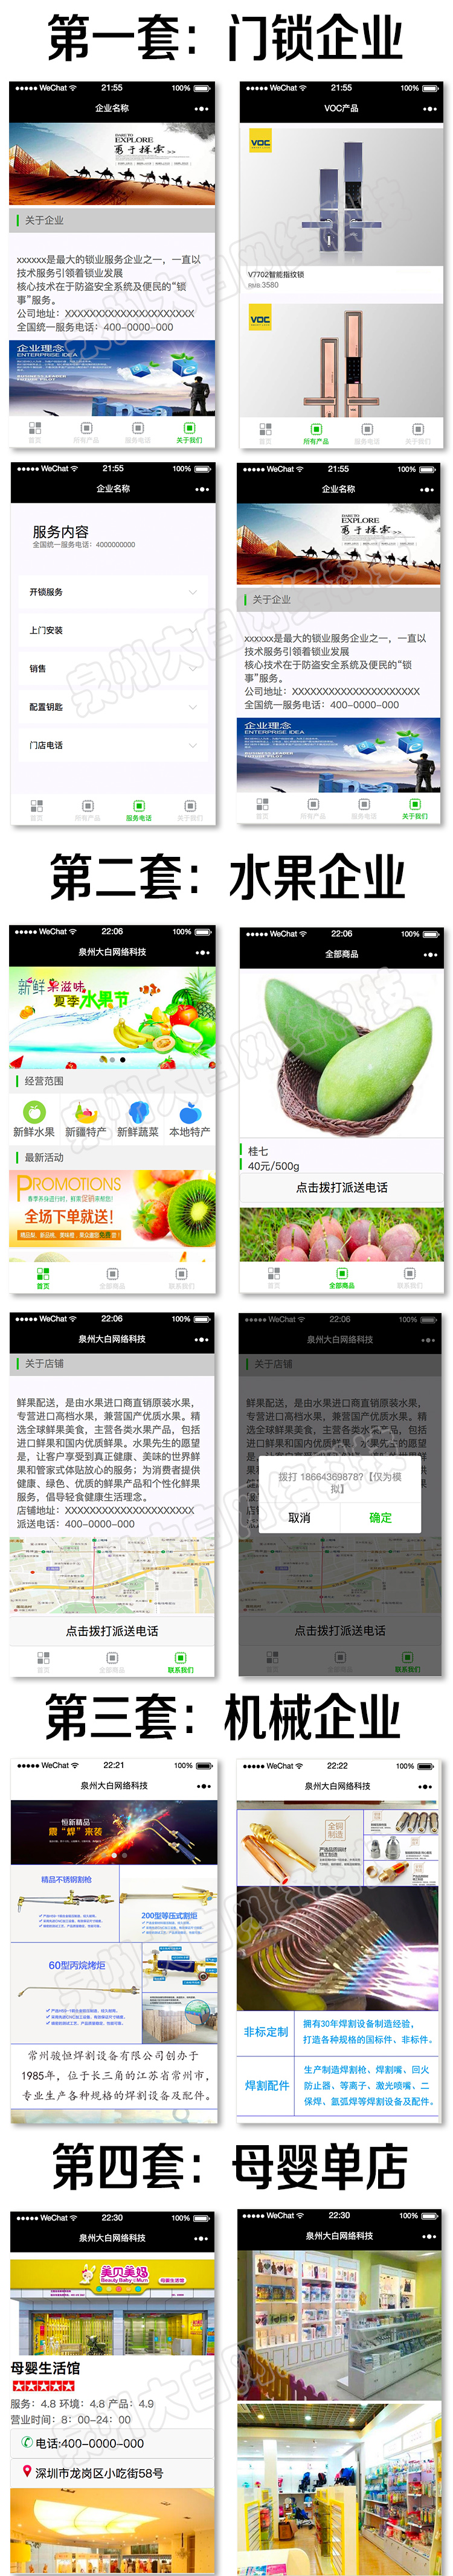 第一套：门锁企业
WeChat 21:55 100%
企业名称
DARE TO
EXPLORE
勇于探索>>
关于企业
xxxxxx是最大的锁业服务企业之一，一直以
技术服务引领着锁业发展
核心技术在于防盗安全系统及便民的“锁
事”服务。
公司地址：XXXXXXXXXXXXXXXXXXXXX
全国统一服务电话：400-0000-000
企业理念
ENTERPRISE IDEA
首页 所有产品 服务电话 关于我们
WeChat 21:55 100%
VOC产品
VOC
V7702智能指纹锁
RMB 3580
VOC
首页 所有产品 服务电话 关于我们
WeChat 21:55 100%
企业名称
服务内容
全国统一服务电话：4000000000
开锁服务
上门安装
销售
配置钥匙
门店电话
首页 所有产品 服务电话 关于我们
WeChat 21:55 100%
企业名称
DARE TO
EXPLORE
勇于探索>>
关于企业
xxxxxx是最大的锁业服务企业之一，一直以
技术服务引领着锁业发展
核心技术在于防盗安全系统及便民的“锁
事”服务。
公司地址：XXXXXXXXXXXXXXXXXXXXX
全国统一服务电话：400-0000-000
企业理念
ENTERPRISE IDEA
首页 所有产品 服务电话 关于我们
第二套：水果企业
WeChat 22:06 100%
泉州大白网络科技
新鲜果滋味
夏季水果节
经营范围
新鲜水果 新疆特产 新鲜蔬菜 本地特产
最新活动
PROMOTIONS
全场下单就送！
首页 全部商品 联系我们
WeChat 22:06 100%
全部商品
桂七
40元/500g
点击拨打派送电话
首页 全部商品 联系我们
WeChat 22:06 100%
泉州大白网络科技
关于店铺
鲜果配送，是由水果进口商直销原装水果，
专营进口高档水果，兼营国产优质水果。精
选全球鲜果美食，主营各类水果产品，包括
进口鲜果和国内优质鲜果。水果先生的愿望
是，让客户享受到真正健康、美味的世界鲜
果和管家式体贴放心的服务；为消费者提供
健康、绿色、优质的鲜果产品和个性化鲜果
服务，倡导轻食健康生活理念。
店铺地址：XXXXXXXXXXXXXXXXXXXXX
派送电话：400-0000-000
点击拨打派送电话
首页 全部商品 联系我们
WeChat 22:06 100%
泉州大白网络科技
关于店铺
拨打 18664369878?【仅为模
拟】
取消 确定
点击拨打派送电话
首页 全部商品 联系我们
第三套：机械企业
WeChat 22:21 100%
泉州大白网络科技
恒新精品
震“焊”来袭
精品不锈钢割枪
200型等压式割炬
60型丙烷烤炬
常州骏恒焊割设备有限公司创办于
1985年，位于长三角的江苏省常州市，
专业生产各种规格的焊割设备及配件。
WeChat 22:22 100%
泉州大白网络科技
全铜
制造
非标定制
拥有30年焊割设备制造经验，
打造各种规格的国标件、非标件。
焊割配件
生产制造焊割枪、焊割嘴、回火
防止器、等离子、激光喷嘴、二
保焊、氩弧焊等焊割设备及配件。
第四套：母婴单店
WeChat 22:30 100%
泉州大白网络科技
美贝美妈
Beauty Baby&Mum
母婴生活馆
母婴生活馆
服务：4.8 环境：4.8 产品：4.9
营业时间：8：00-24：00
电话:400-0000-000
深圳市龙岗区小吃街58号
WeChat 22:30 100%
泉州大白网络科技